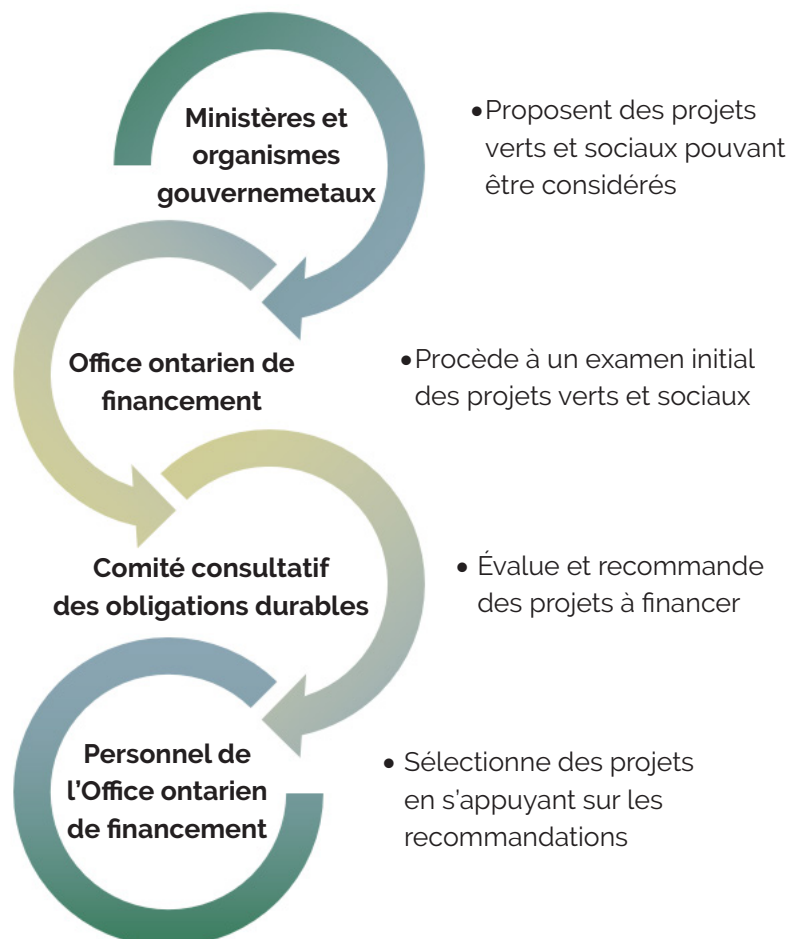 Ministères et
organismes
gouvernemetaux
•Proposent des projets
verts et sociaux pouvant
être considérés
Office ontarien de
financement
•Procède à un examen initial
des projets verts et sociaux
Comité consultatif
des obligations durables
• Évalue et recommande
des projets à financer
Personnel de
l’Office ontarien
de financement
• Sélectionne des projets
en s'appuyant sur les
recommandations